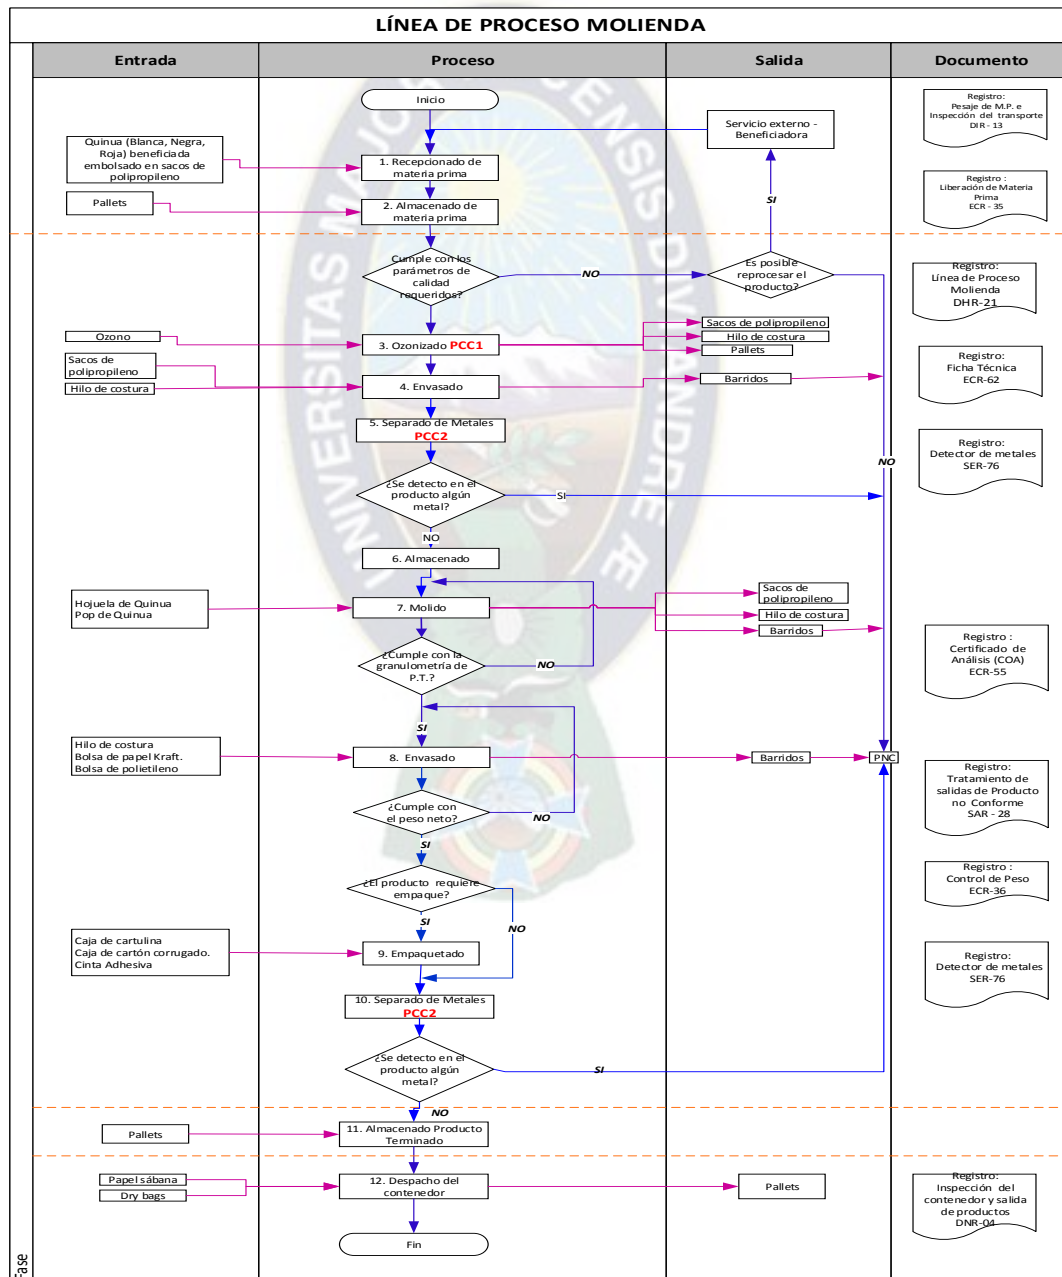 LÍNEA DE PROCESO MOLIENDA
Entrada
Proceso
Salida
Documento
Inicio
Servicio externo -
Beneficiadora
Registro:
Pesaje de M.P. e
Inspección del transporte
DIR - 13
Quinua (Blanca, Negra,
Roja) beneficiada
embolsado en sacos de
polipropileno
1. Recepcionado de
materia prima
Pallets
2. Almacenado de
materia prima
SI
Registro :
Liberación de Materia
Prima
ECR - 35
Cumple con los
parámetros de
calidad
requeridos?
NO
Es posible
reprocesar el
producto?
Registro:
Línea de Proceso
Molienda
DHR-21
Ozono
3. Ozonizado PCC1
Sacos de polipropileno
Hilo de costura
Pallets
Sacos de
polipropileno
Hilo de costura
4. Envasado
Barridos
Registro:
Ficha Técnica
ECR-62
5. Separado de Metales
PCC2
NO
Registro:
Detector de metales
SER-76
¿Se detecto en el
producto algún
metal?
SI
NO
6. Almacenado
Hojuela de Quinua
Pop de Quinua
7. Molido
Sacos de
polipropileno
Hilo de costura
Barridos
¿Cumple con la
granulometría de
P.T.?
NO
Registro :
Certificado de
Análisis (COA)
ECR-55
SI
Hilo de costura
Bolsa de papel Kraft.
Bolsa de polietileno
8. Envasado
Barridos
PNC
Registro:
Tratamiento de
salidas de Producto
no Conforme
SAR - 28
¿Cumple con
el peso neto?
NO
SI
¿El producto requiere
empaque?
Registro :
Control de Peso
ECR-36
SI
NO
Caja de cartulina
Caja de cartón corrugado.
Cinta Adhesiva
9. Empaquetado
Registro:
Detector de metales
SER-76
10. Separado de Metales
PCC2
¿Se detecto en el
producto algún
metal?
SI
NO
Pallets
11. Almacenado Producto
Terminado
Papel sábana
Dry bags
12. Despacho del
contenedor
Pallets
Registro:
Inspección del
contenedor y salida
de productos
DNR-04
Fin
Fase
UNIVERSITAS MAJOR PACENSIS DIVI ANDREÆ